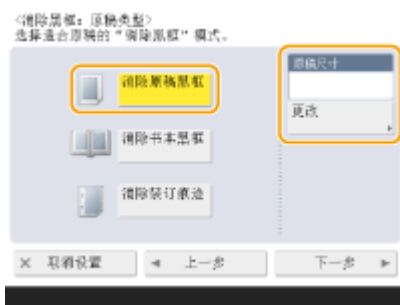 <消除黑框：原稿类型>
选择适合原稿的“消除黑框”模式。
消除原稿黑框
原稿尺寸
更改
消除书本黑框
消除装订痕迹
× 取消设置
上一步
下一步